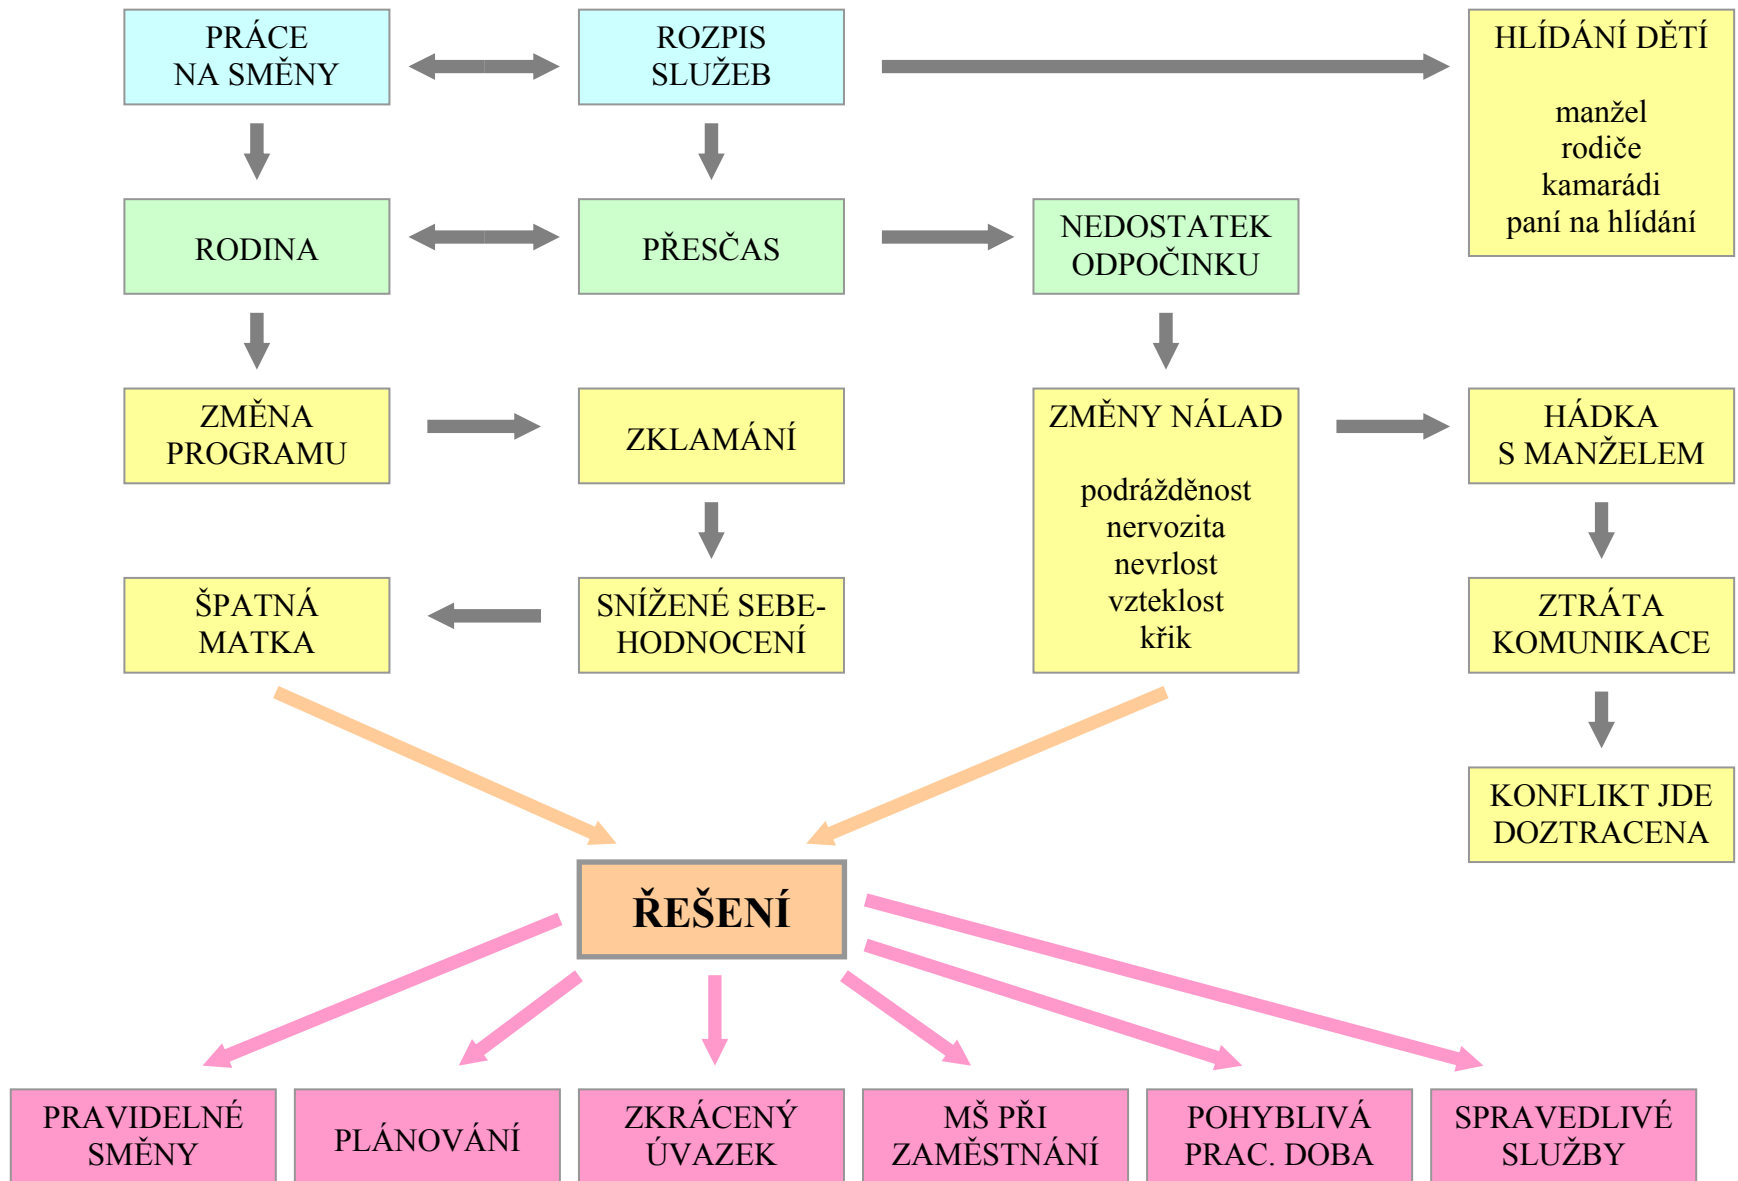 PRÁCE
NA SMĚNY
ROZPIS
SLUŽEB
HLÍDÁNÍ DĚTÍ
manžel
rodiče
kamarádi
paní na hlídání
RODINA
PŘESČAS
NEDOSTATEK
ODPOČINKU
ZMĚNA
PROGRAMU
ZKLAMÁNÍ
ZMĚNY NÁLAD
podrážděnost
nervozita
nevrlost
vzteklost
křik
HÁDKA
S MANŽELEM
ŠPATNÁ
MATKA
SNÍŽENÉ SEBE-
HODNOCENÍ
ZTRÁTA
KOMUNIKACE
KONFLIKT JDE
DOZTRACENA
ŘEŠENÍ
PRAVIDELNÉ
SMĚNY
PLÁNOVÁNÍ
ZKRÁCENÝ
ÚVAZEK
MŠ PŘI
ZAMĚSTNÁNÍ
POHYBLIVÁ
PRAC. DOBA
SPRAVEDLIVÉ
SLUŽBY